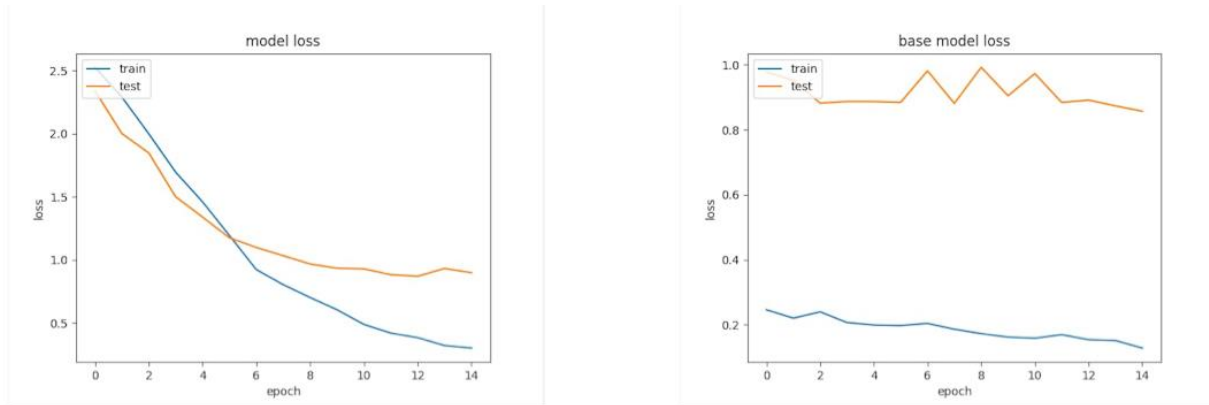 model loss
train
test
2.5
2.0
1.5
1.0
0.5
loss
0 2 4 6 8 10 12 14
epoch
base model loss
train
test
1.0
0.8
0.6
0.4
0.2
loss
0 2 4 6 8 10 12 14
epoch